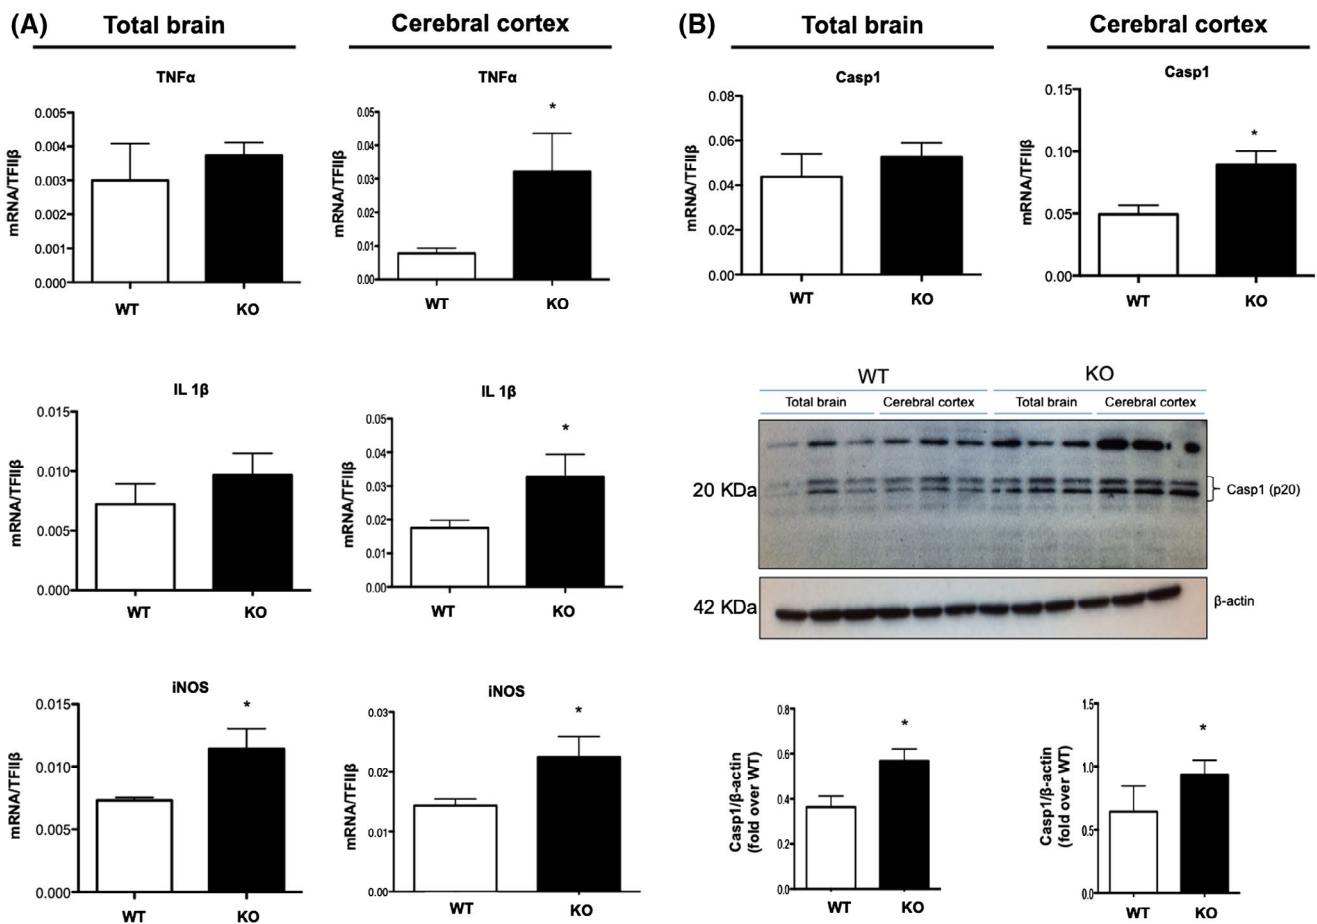 (A)
Total brain
Cerebral cortex
TNFα
0.005
0.004
0.003
0.002
0.001
0.000
mRNA/TFIIβ
WT
KO
TNFα
*
0.05
0.04
0.03
0.02
0.01
0.00
mRNA/TFIIβ
WT
KO
IL 1β
0.015
0.010
0.005
0.000
mRNA/TFIIβ
WT
KO
IL 1β
*
0.05
0.04
0.03
0.02
0.01
0.00
mRNA/TFIIβ
WT
KO
iNOS
*
0.015
0.010
0.005
0.000
mRNA/TFIIβ
WT
KO
iNOS
*
0.03
0.02
0.01
0.00
mRNA/TFIIβ
WT
KO
(B)
Total brain
Cerebral cortex
Casp1
0.08
0.06
0.04
0.02
0.00
mRNA/TFIIβ
WT
KO
Casp1
*
0.15
0.10
0.05
0.00
mRNA/TFIIβ
WT
KO
WT
KO
Total brain
Cerebral cortex
Total brain
Cerebral cortex
20 KDa
Casp1 (p20)
42 KDa
β-actin
*
0.8
0.6
0.4
0.2
0.0
Casp1/β-actin
(fold over WT)
WT
KO
*
1.5
1.0
0.5
0.0
Casp1/β-actin
(fold over WT)
WT
KO